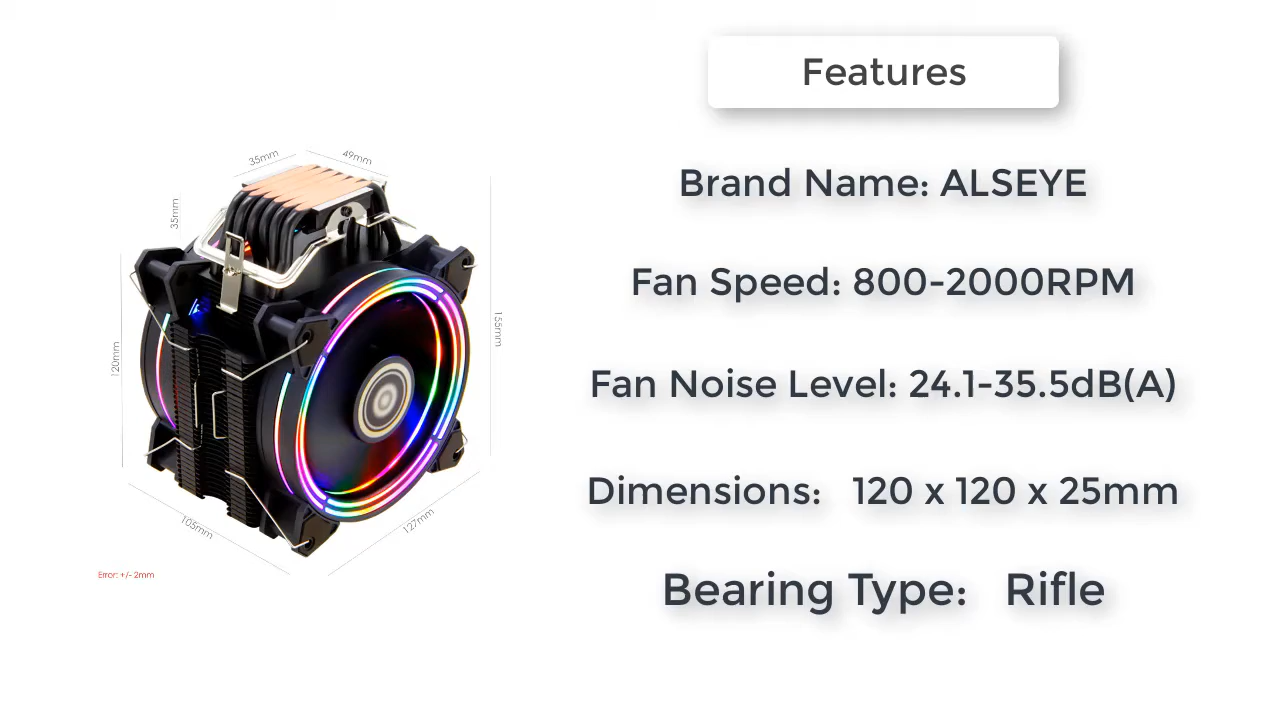 Features
35mm
49mm
Brand Name: ALSEYE
35mm
Fan Speed: 800-2000RPM
155mm
120mm
Fan Noise Level: 24.1-35.5dB(A)
Dimensions: 120 x 120 x 25mm
105mm
127mm
Error: +/- 2mm
Bearing Type: Rifle